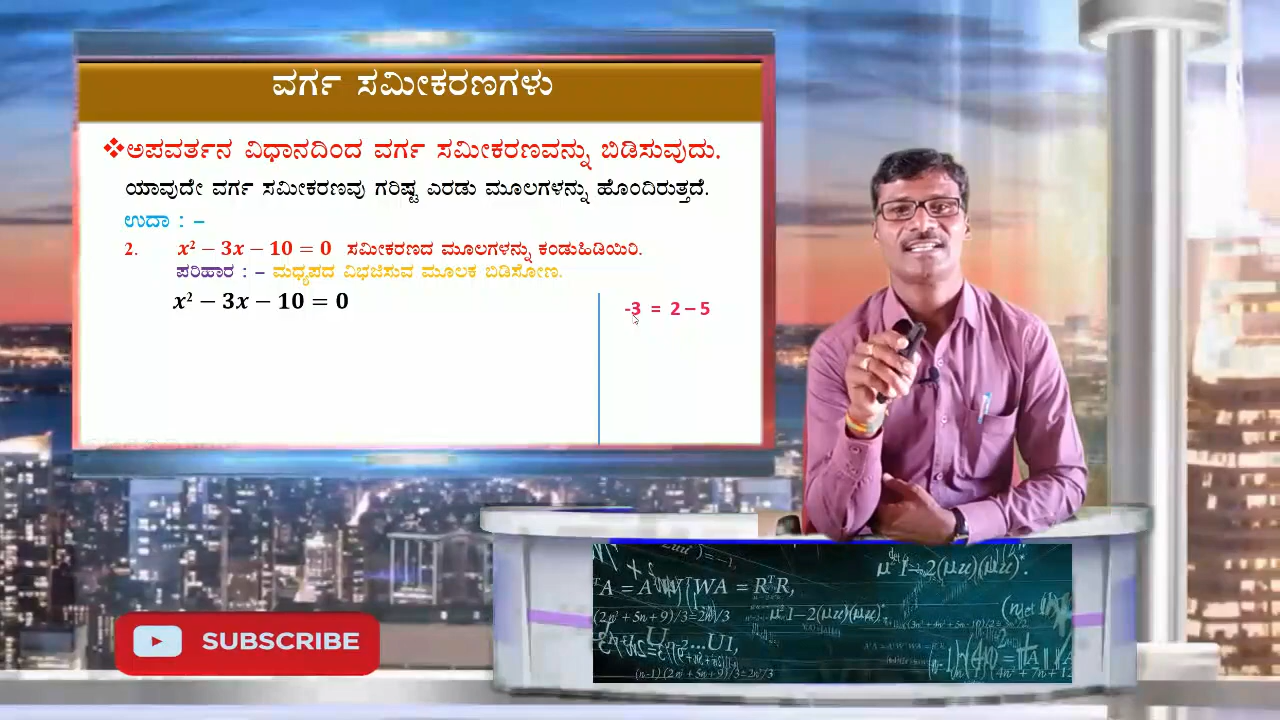 ವರ್ಗ ಸಮೀಕರಣಗಳು
❖ಅಪವರ್ತನ ವಿಧಾನದಿಂದ ವರ್ಗ ಸಮೀಕರಣವನ್ನು ಬಿಡಿಸುವುದು.
ಯಾವುದೇ ವರ್ಗ ಸಮೀಕರಣವು ಗರಿಷ್ಟ ಎರಡು ಮೂಲಗಳನ್ನು ಹೊಂದಿರುತ್ತದೆ.
ಉದಾ : –
2. x² − 3x − 10 = 0 ಸಮೀಕರಣದ ಮೂಲಗಳನ್ನು ಕಂಡುಹಿಡಿಯಿರಿ.
ಪರಿಹಾರ : – ಮಧ್ಯಪದ ವಿಭಜಿಸುವ ಮೂಲಕ ಬಿಡಿಸೋಣ.
x² − 3x − 10 = 0
-3 = 2 – 5
SUBSCRIBE